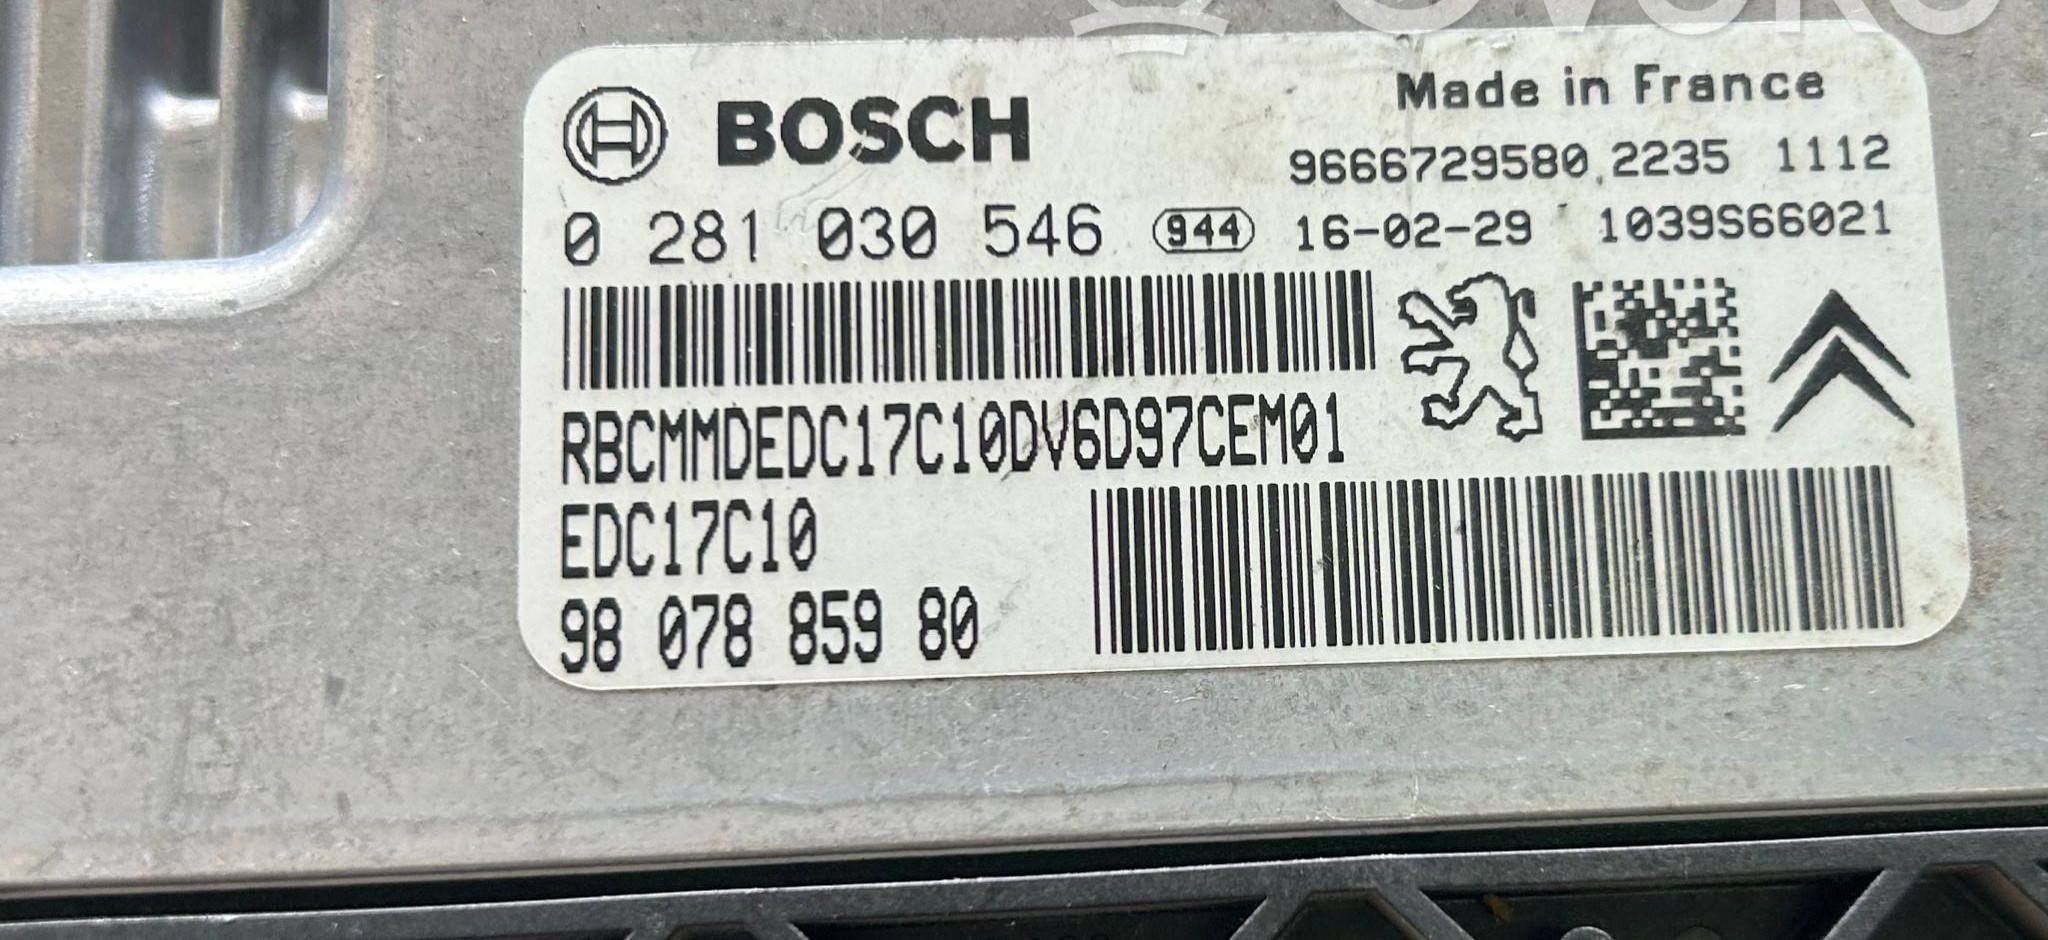 BOSCH
Made in France
9666729580 2235 1112
0 281 030 546 944 16-02-29 1039S66021
RBCMMDEDC17C10DV6D97CEM01
EDC17C10
98 078 859 80